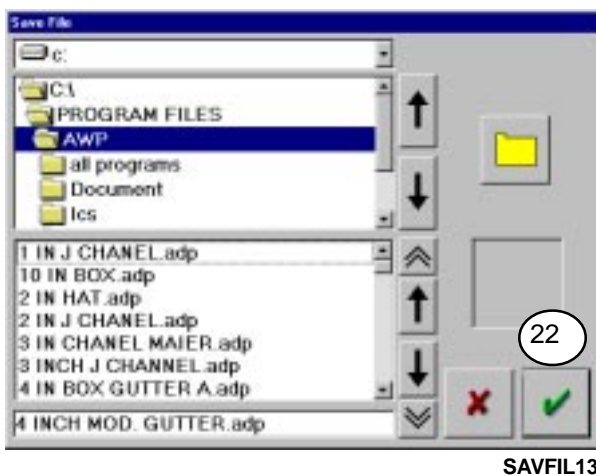 Save File
c:
C:\
PROGRAM FILES
AWP
all programs
Document
Ics
1 IN J CHANEL.adp
10 IN BOX.adp
2 IN HAT.adp
2 IN J CHANEL.adp
3 IN CHANEL MAIER.adp
3 INCH J CHANNEL.adp
4 IN BOX GUTTER A.adp
4 INCH MOD. GUTTER.adp
22
SAVFIL13